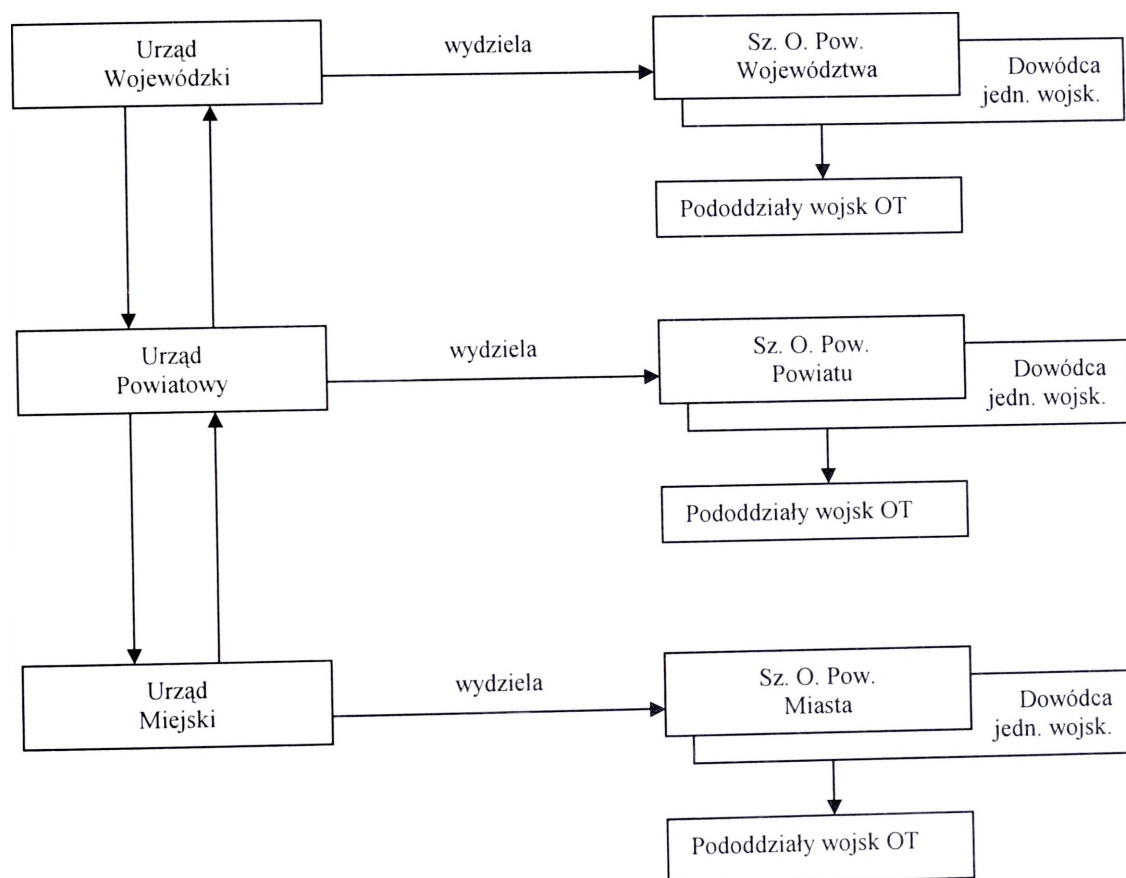 Urząd
Wojewódzki
wydziela
Sz. O. Pow.
Województwa
Dowódca
jedn. wojsk.
Pododdziały wojsk OT
Urząd
Powiatowy
wydziela
Sz. O. Pow.
Powiatu
Dowódca
jedn. wojsk.
Pododdziały wojsk OT
Urząd
Miejski
wydziela
Sz. O. Pow.
Miasta
Dowódca
jedn. wojsk.
Pododdziały wojsk OT